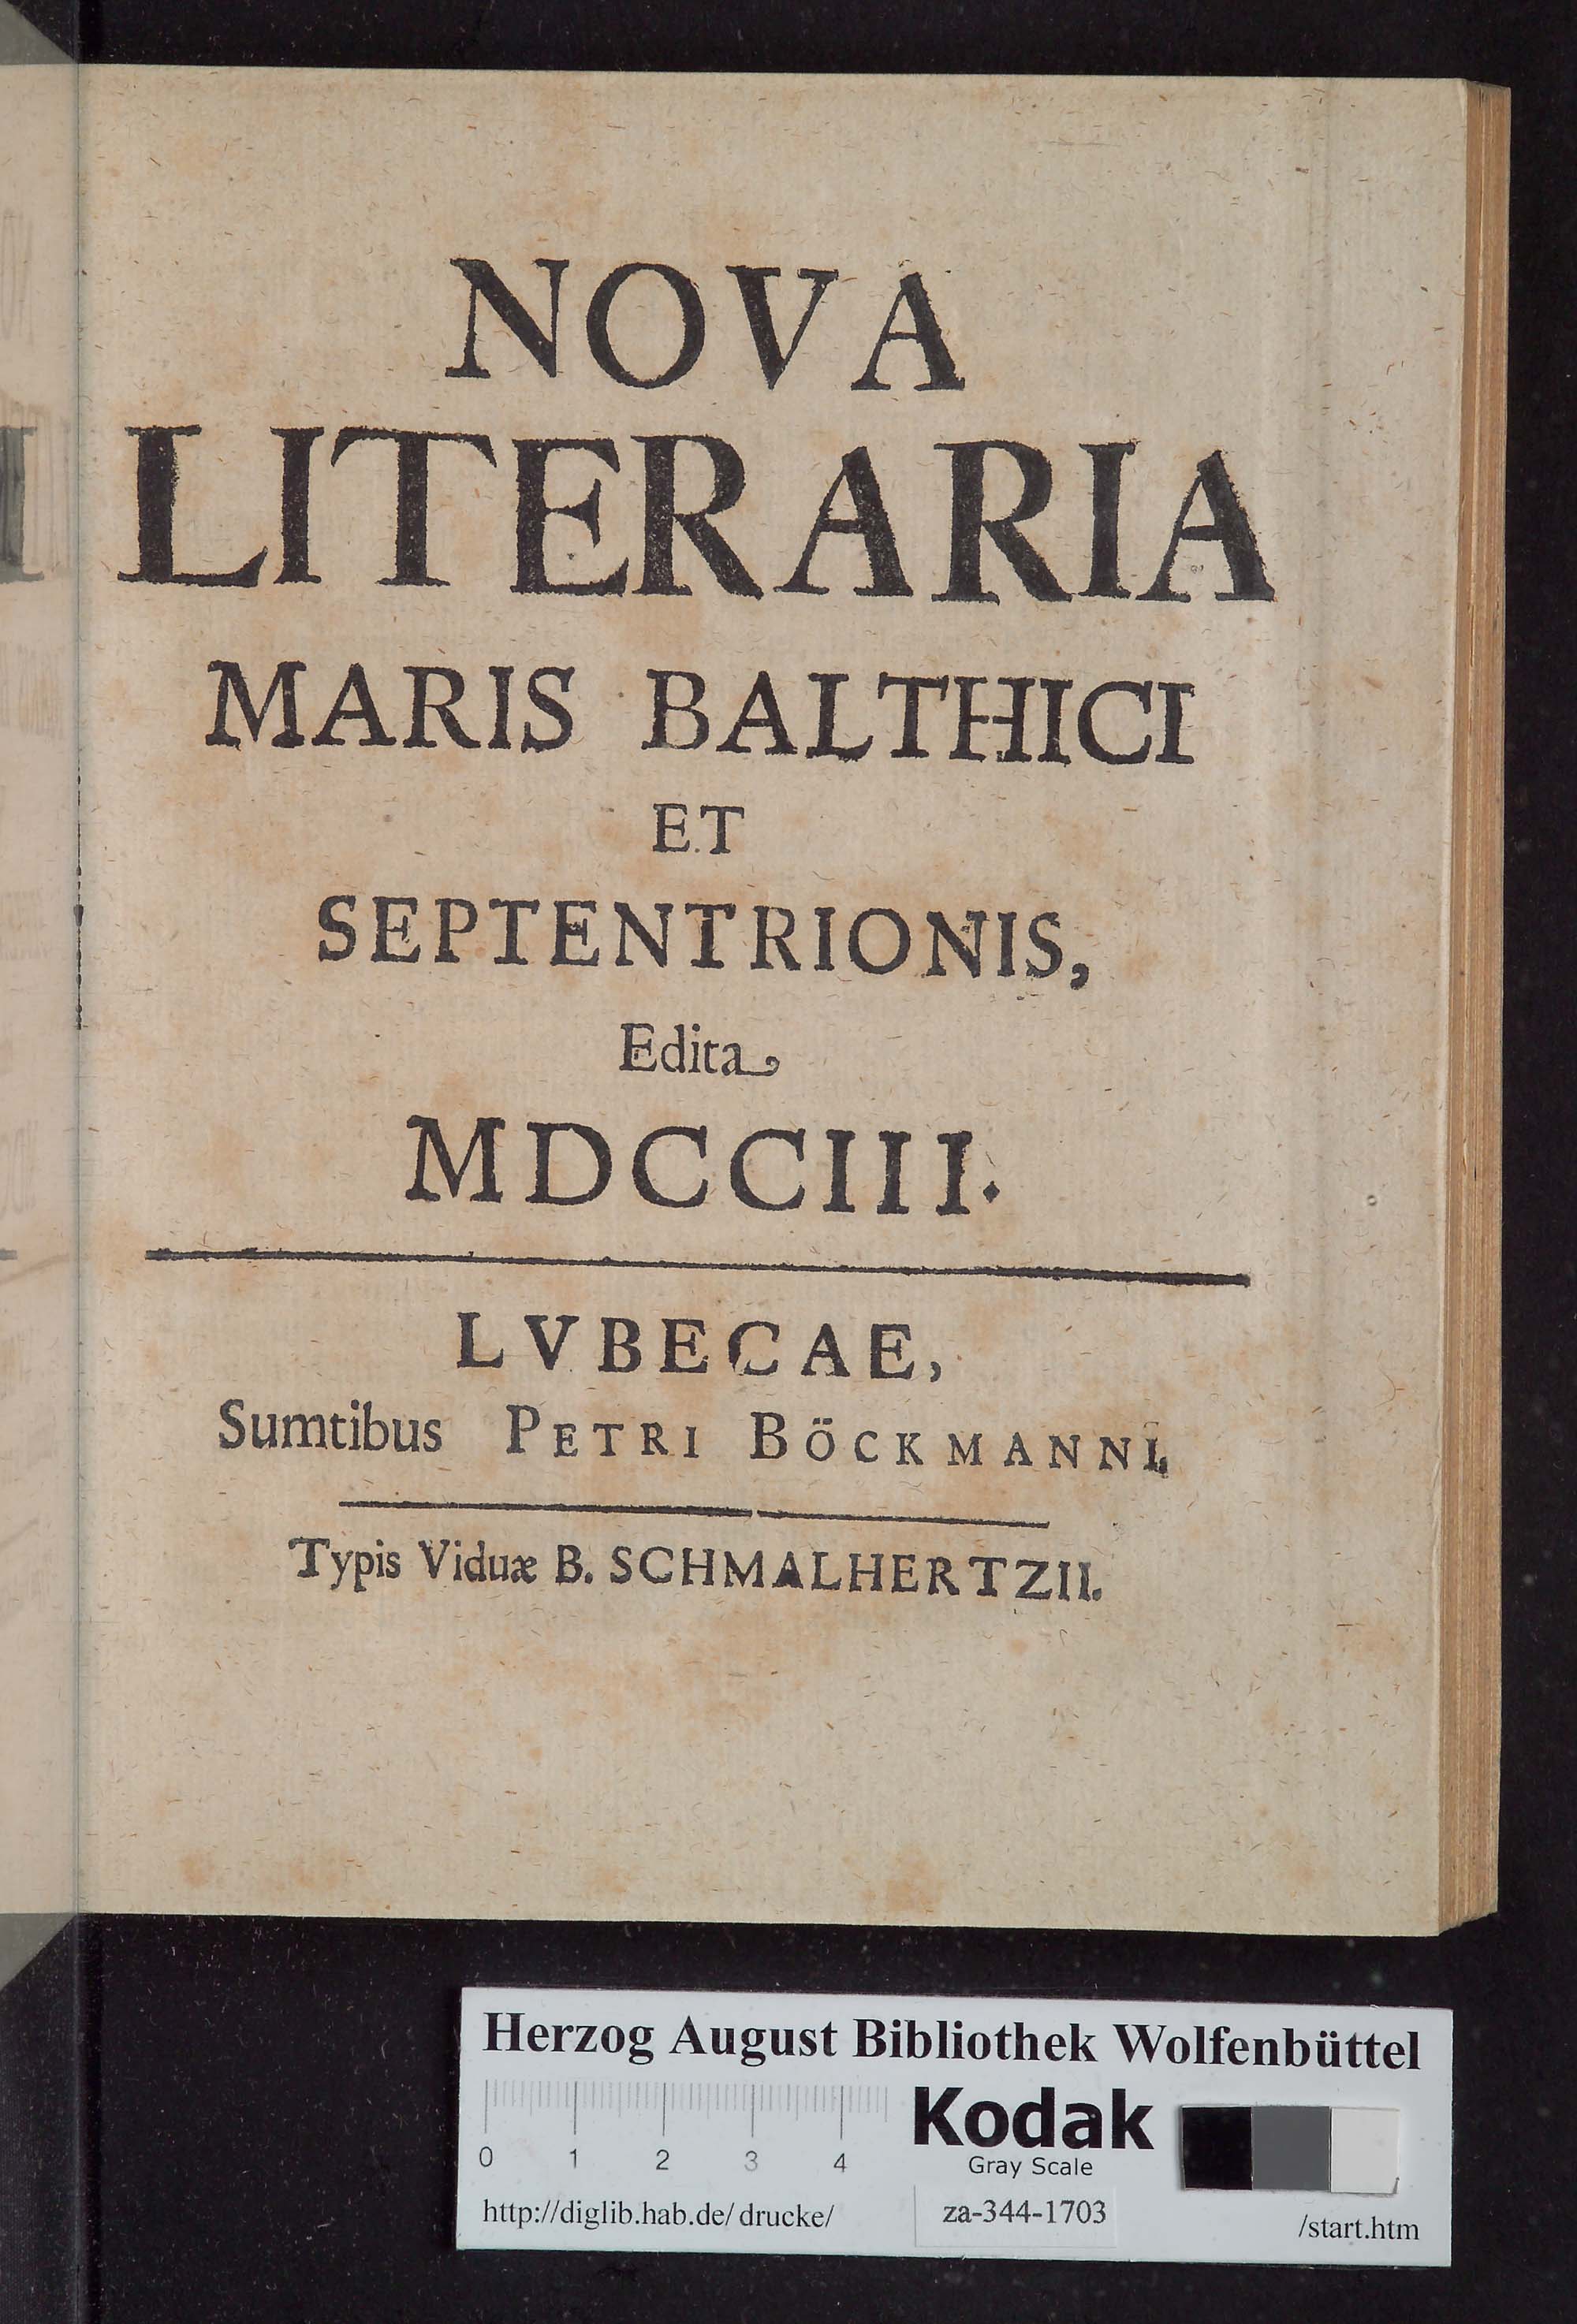 NOVA
LITERARIA
MARIS BALTHICI
ET
SEPTENTRIONIS,
Edita
MDCCIII.
LVBECAE,
Sumtibus PETRI BÖCKMANNI,
Typis Viduæ B. SCHMALHERTZII.
Herzog August Bibliothek Wolfenbüttel
0 1 2 3 4
Kodak
Gray Scale
http://diglib.hab.de/drucke/ za-344-1703 /start.htm